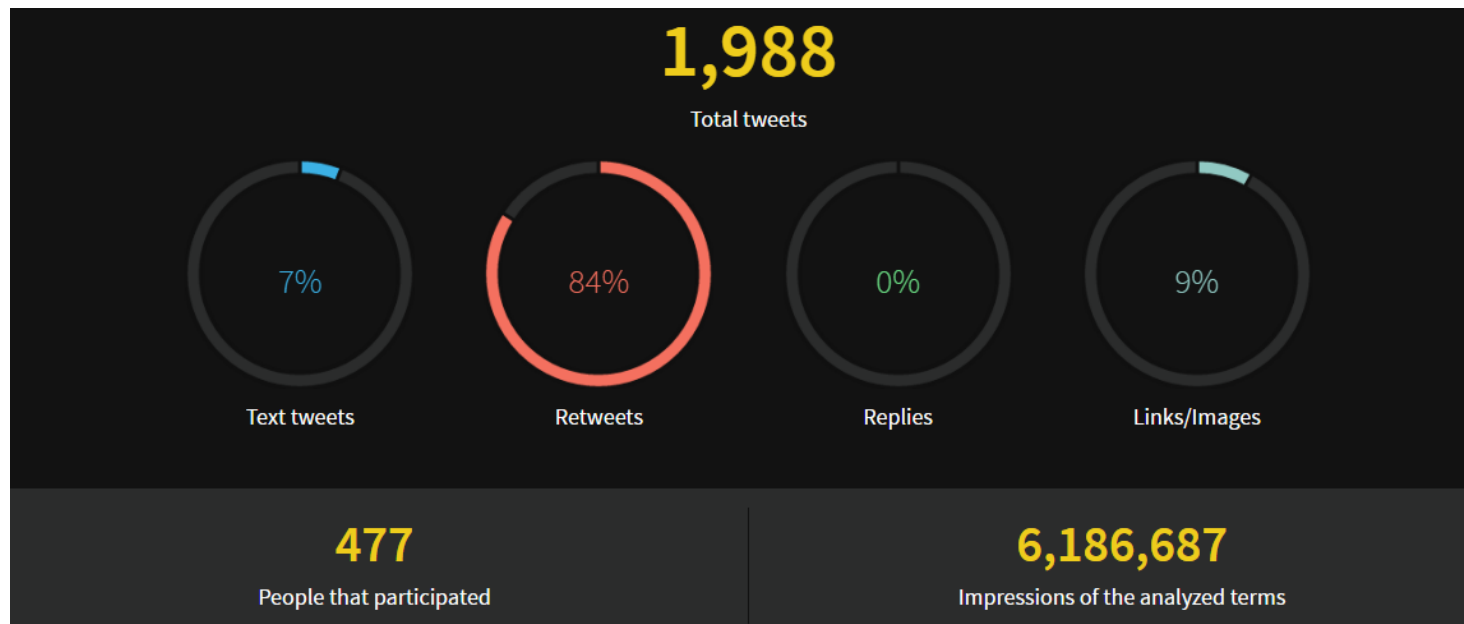 1,988
Total tweets
7%
84%
0%
9%
Text tweets
Retweets
Replies
Links/Images
477
6,186,687
People that participated
Impressions of the analyzed terms